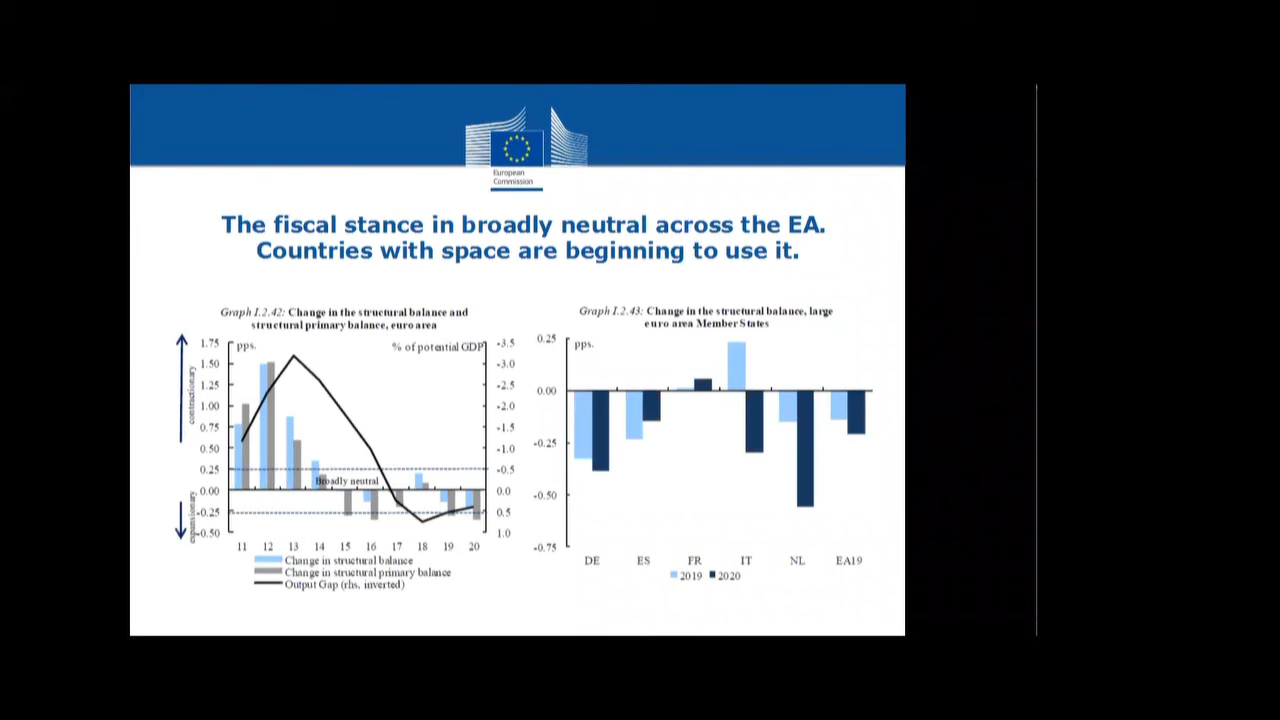 European
Commission
The fiscal stance in broadly neutral across the EA.
Countries with space are beginning to use it.
Graph I.2.42: Change in the structural balance and
structural primary balance, euro area
contractionary
expansionary
pps.
% of potential GDP
1.75
1.50
1.25
1.00
0.75
0.50
0.25
0.00
-0.25
-0.50
-3.5
-3.0
-2.5
-2.0
-1.5
-1.0
-0.5
0.0
0.5
1.0
Broadly neutral
11 12 13 14 15 16 17 18 19 20
Change in structural balance
Change in structural primary balance
Output Gap (rhs, inverted)
Graph I.2.43: Change in the structural balance, large
euro area Member States
pps.
0.25
0.00
-0.25
-0.50
-0.75
DE ES FR IT NL EA19
2019 2020